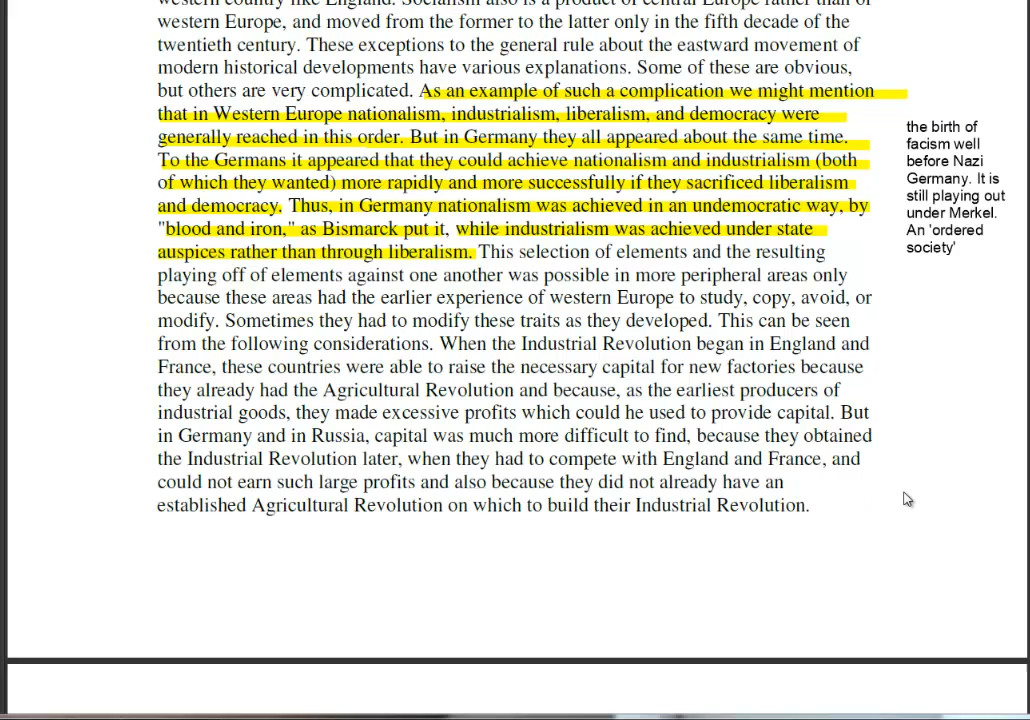 western country like England. Socialism also is a product of central Europe rather than of
western Europe, and moved from the former to the latter only in the fifth decade of the
twentieth century. These exceptions to the general rule about the eastward movement of
modern historical developments have various explanations. Some of these are obvious,
but others are very complicated. As an example of such a complication we might mention
that in Western Europe nationalism, industrialism, liberalism, and democracy were
generally reached in this order. But in Germany they all appeared about the same time.
To the Germans it appeared that they could achieve nationalism and industrialism (both
of which they wanted) more rapidly and more successfully if they sacrificed liberalism
and democracy. Thus, in Germany nationalism was achieved in an undemocratic way, by
"blood and iron," as Bismarck put it, while industrialism was achieved under state
auspices rather than through liberalism. This selection of elements and the resulting
playing off of elements against one another was possible in more peripheral areas only
because these areas had the earlier experience of western Europe to study, copy, avoid, or
modify. Sometimes they had to modify these traits as they developed. This can be seen
from the following considerations. When the Industrial Revolution began in England and
France, these countries were able to raise the necessary capital for new factories because
they already had the Agricultural Revolution and because, as the earliest producers of
industrial goods, they made excessive profits which could he used to provide capital. But
in Germany and in Russia, capital was much more difficult to find, because they obtained
the Industrial Revolution later, when they had to compete with England and France, and
could not earn such large profits and also because they did not already have an
established Agricultural Revolution on which to build their Industrial Revolution.
the birth of
facism well
before Nazi
Germany. It is
still playing out
under Merkel.
An 'ordered
society'